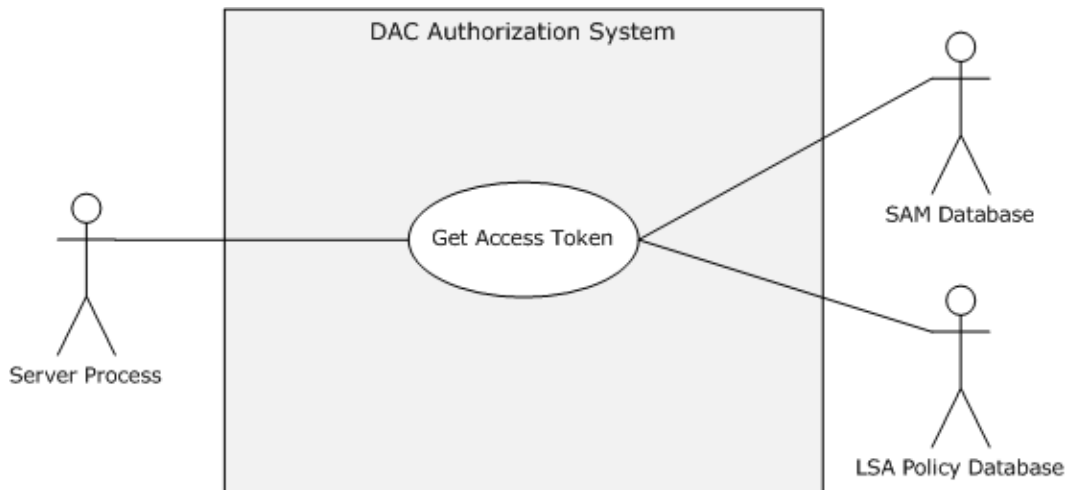 DAC Authorization System
SAM Database
Get Access Token
Server Process
LSA Policy Database